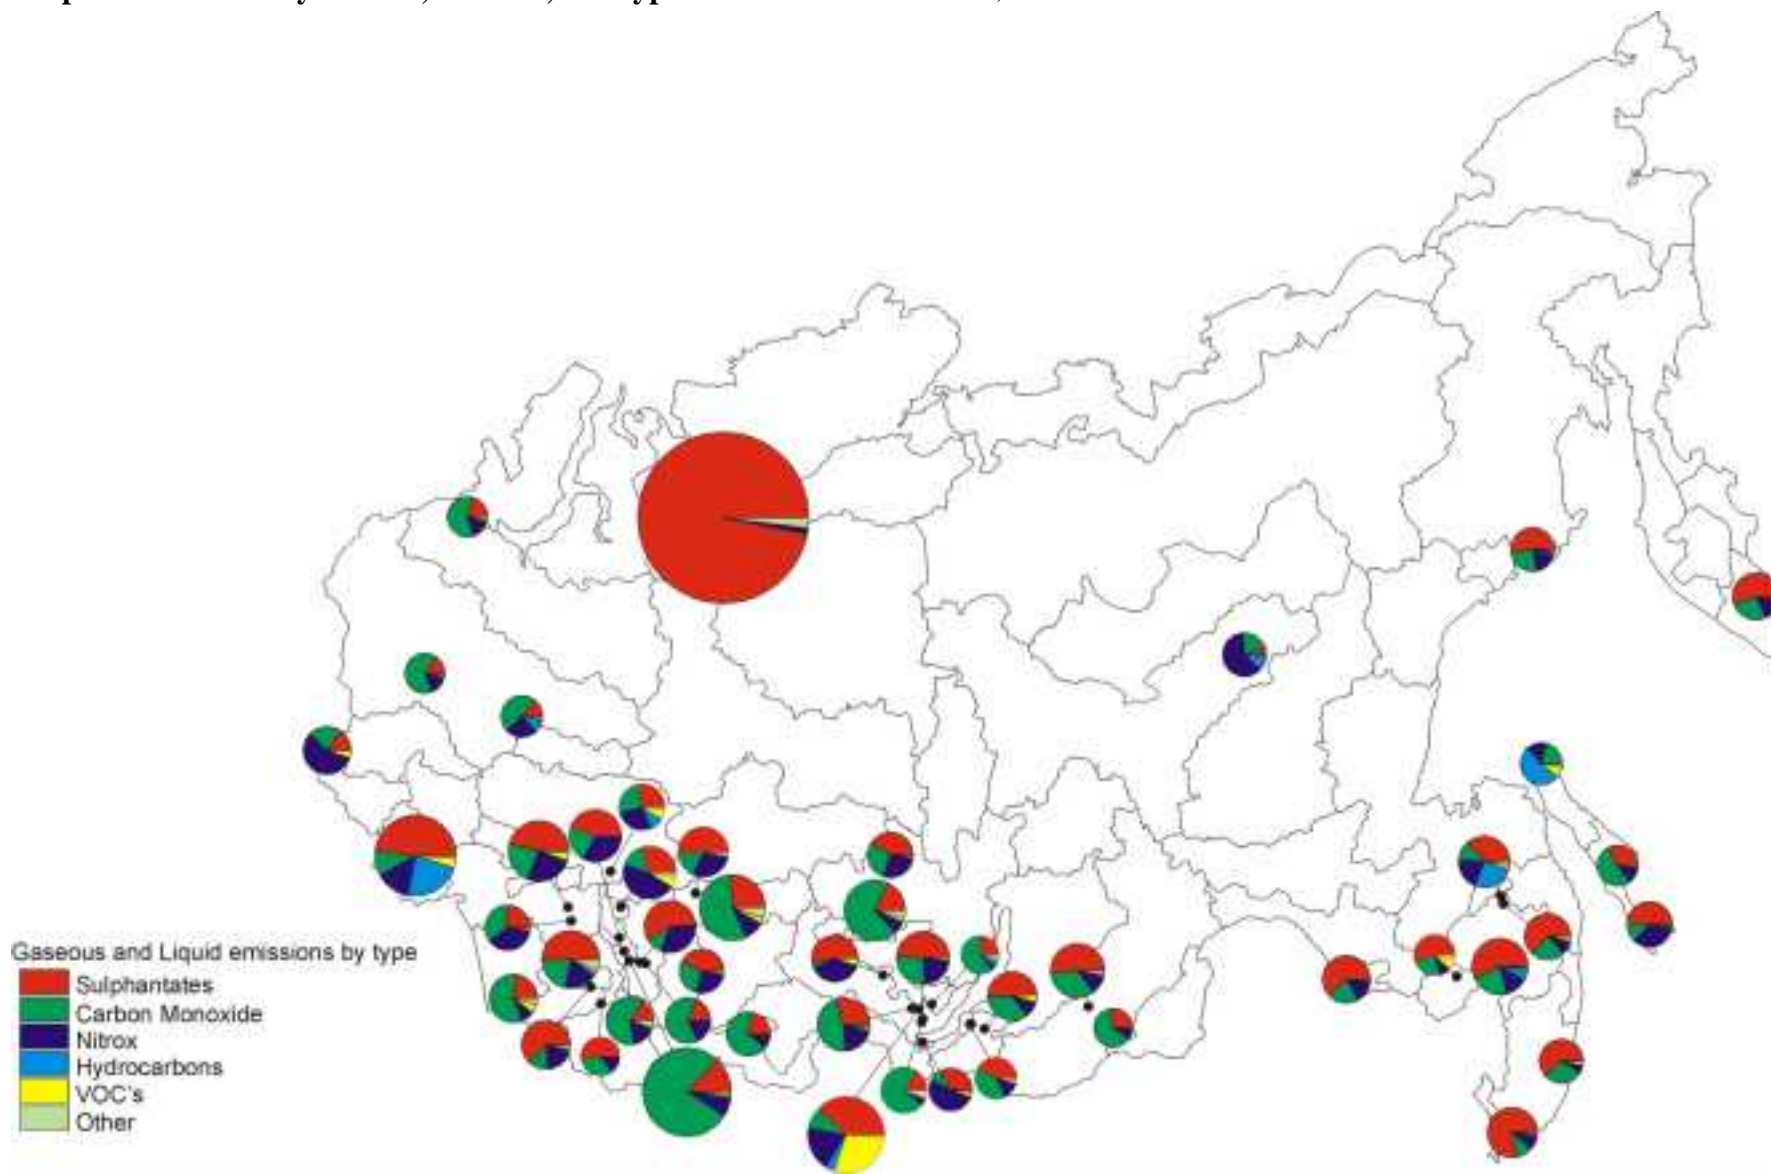 Gaseous and Liquid emissions by type
Sulphantates
Carbon Monoxide
Nitrox
Hydrocarbons
VOC's
Other